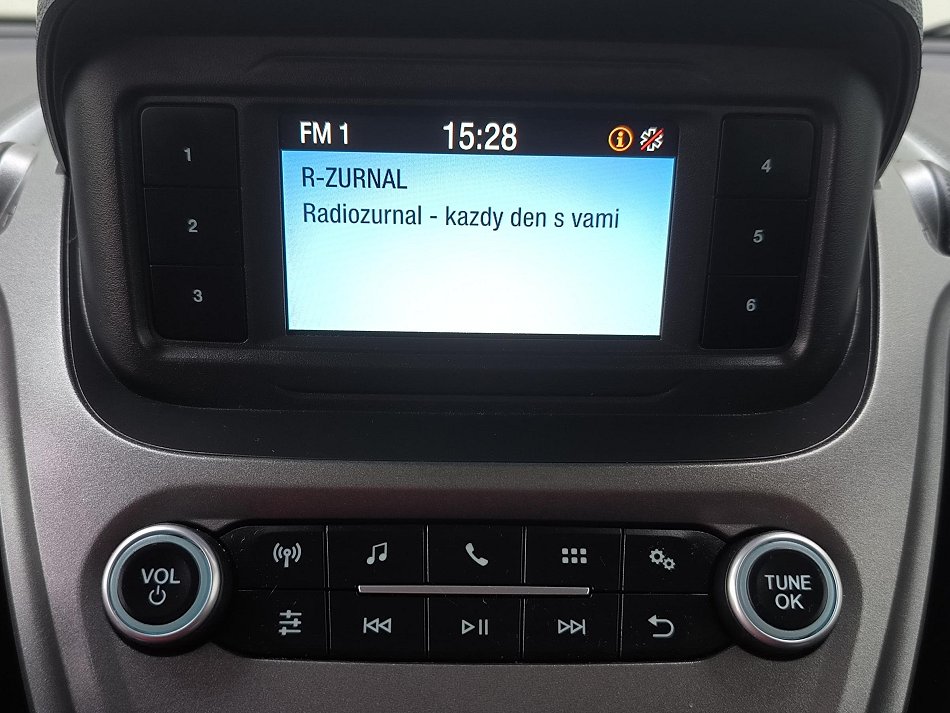 FM 1 15:28
R-ZURNAL
Radiozurnal - kazdy den s vami
1
2
3
4
5
6
VOL
TUNE
OK